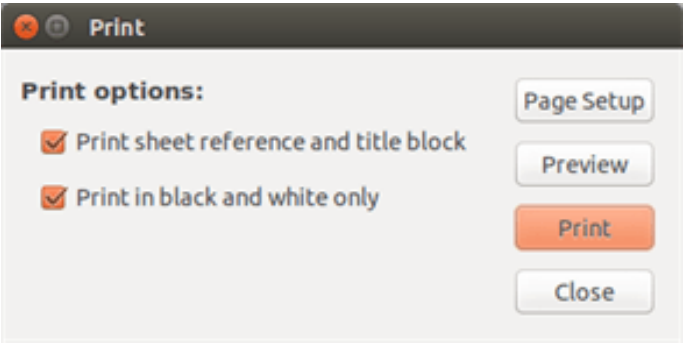 Print
Print options:
Print sheet reference and title block
Print in black and white only
Page Setup
Preview
Print
Close